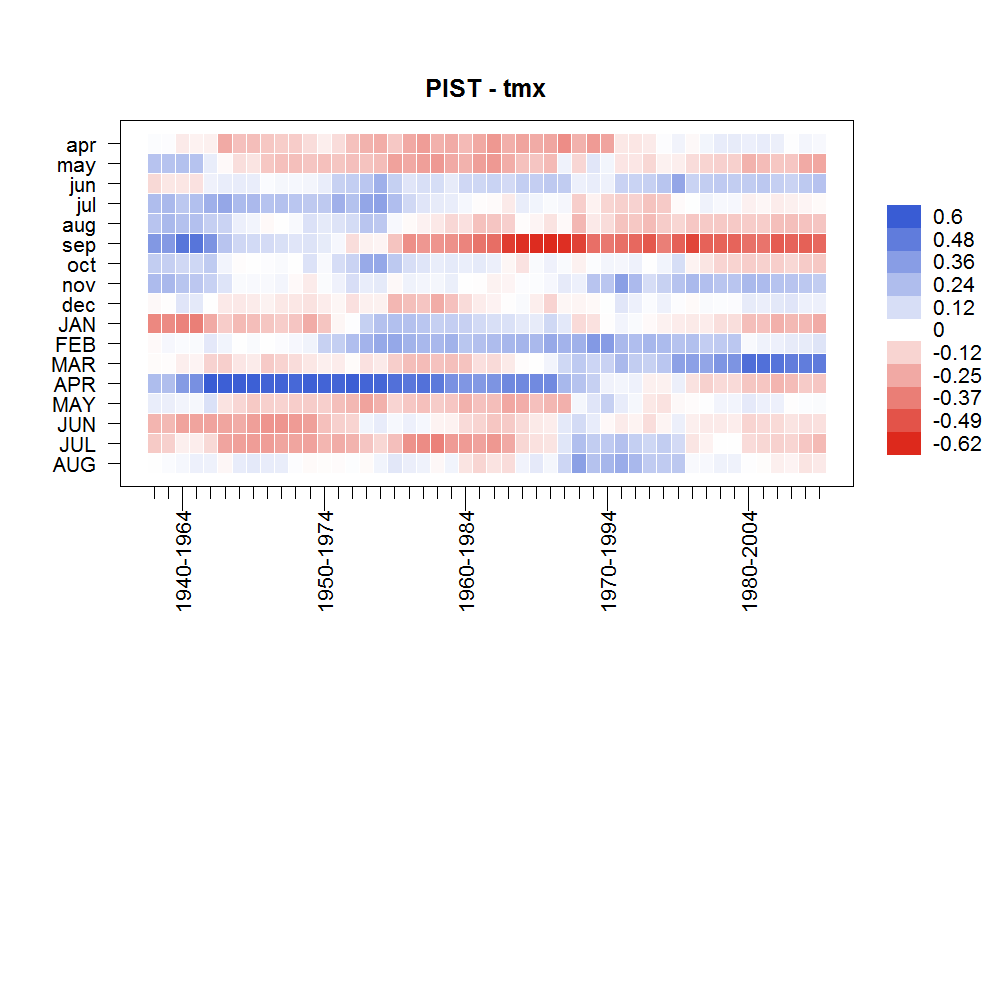 PIST - tmx
apr
may
jun
jul
aug
sep
oct
nov
dec
JAN
FEB
MAR
APR
MAY
JUN
JUL
AUG
1940-1964
1950-1974
1960-1984
1970-1994
1980-2004
0.6
0.48
0.36
0.24
0.12
0
-0.12
-0.25
-0.37
-0.49
-0.62